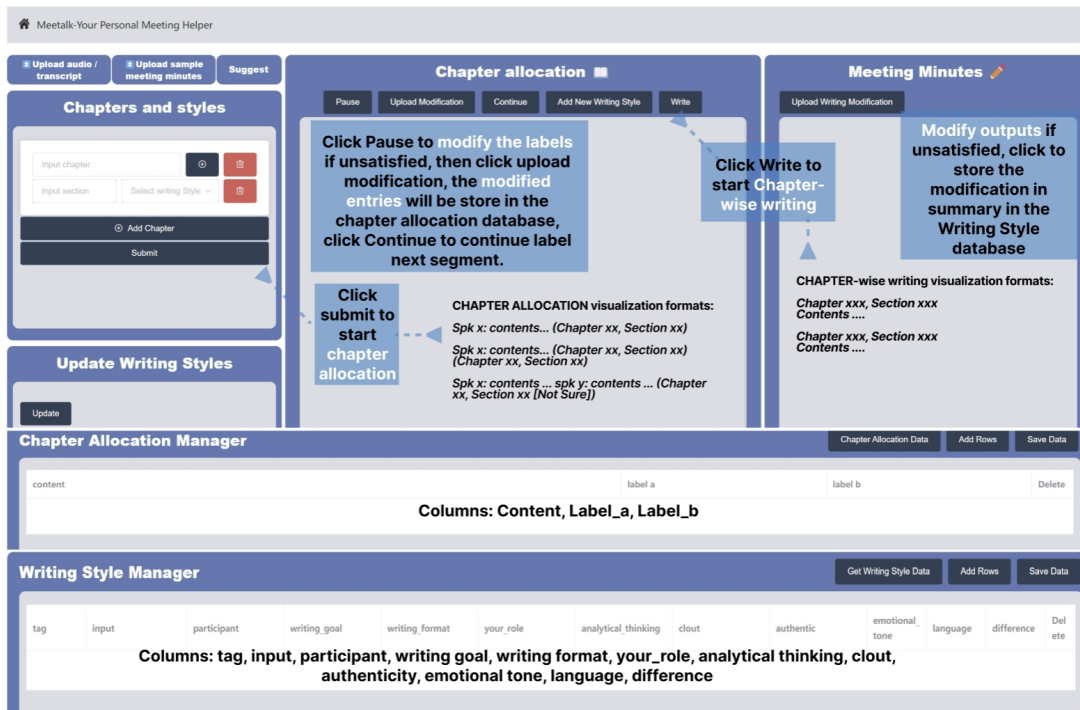 Meetalk-Your Personal Meeting Helper
Upload audio /
transcript
Upload sample
meeting minutes
Suggest
Chapters and styles
Input chapter
Input section
Select writing Style
Add Chapter
Submit
Update Writing Styles
Update
Chapter allocation
Pause
Upload Modification
Continue
Add New Writing Style
Write
Click Pause to modify the labels
if unsatisfied, then click upload
modification, the modified
entries will be store in the
chapter allocation database,
click Continue to continue label
next segment.
Click
submit to
start
chapter
allocation
CHAPTER ALLOCATION visualization formats:
Spk x: contents... (Chapter xx, Section xx)
Spk x: contents... (Chapter xx, Section xx)
(Chapter xx, Section xx)
Spk x: contents ... spk y: contents ... (Chapter
xx, Section xx [Not Sure])
Click Write to
start Chapter-
wise writing
Meeting Minutes
Upload Writing Modification
Modify outputs if
unsatisfied, click to
store the
modification in
summary in the
Writing Style
database
CHAPTER-wise writing visualization formats:
Chapter xxx, Section xxx
Contents ....
Chapter xxx, Section xxx
Contents ....
Chapter Allocation Manager
Chapter Allocation Data
Add Rows
Save Data
content
label a
label b
Delete
Columns: Content, Label_a, Label_b
Writing Style Manager
Get Writing Style Data
Add Rows
Save Data
tag
input
participant
writing_goal
writing_format
your_role
analytical_thinking
clout
authentic
emotional_
tone
language
difference
Del
ete
Columns: tag, input, participant, writing goal, writing format, your_role, analytical thinking, clout,
authenticity, emotional tone, language, difference